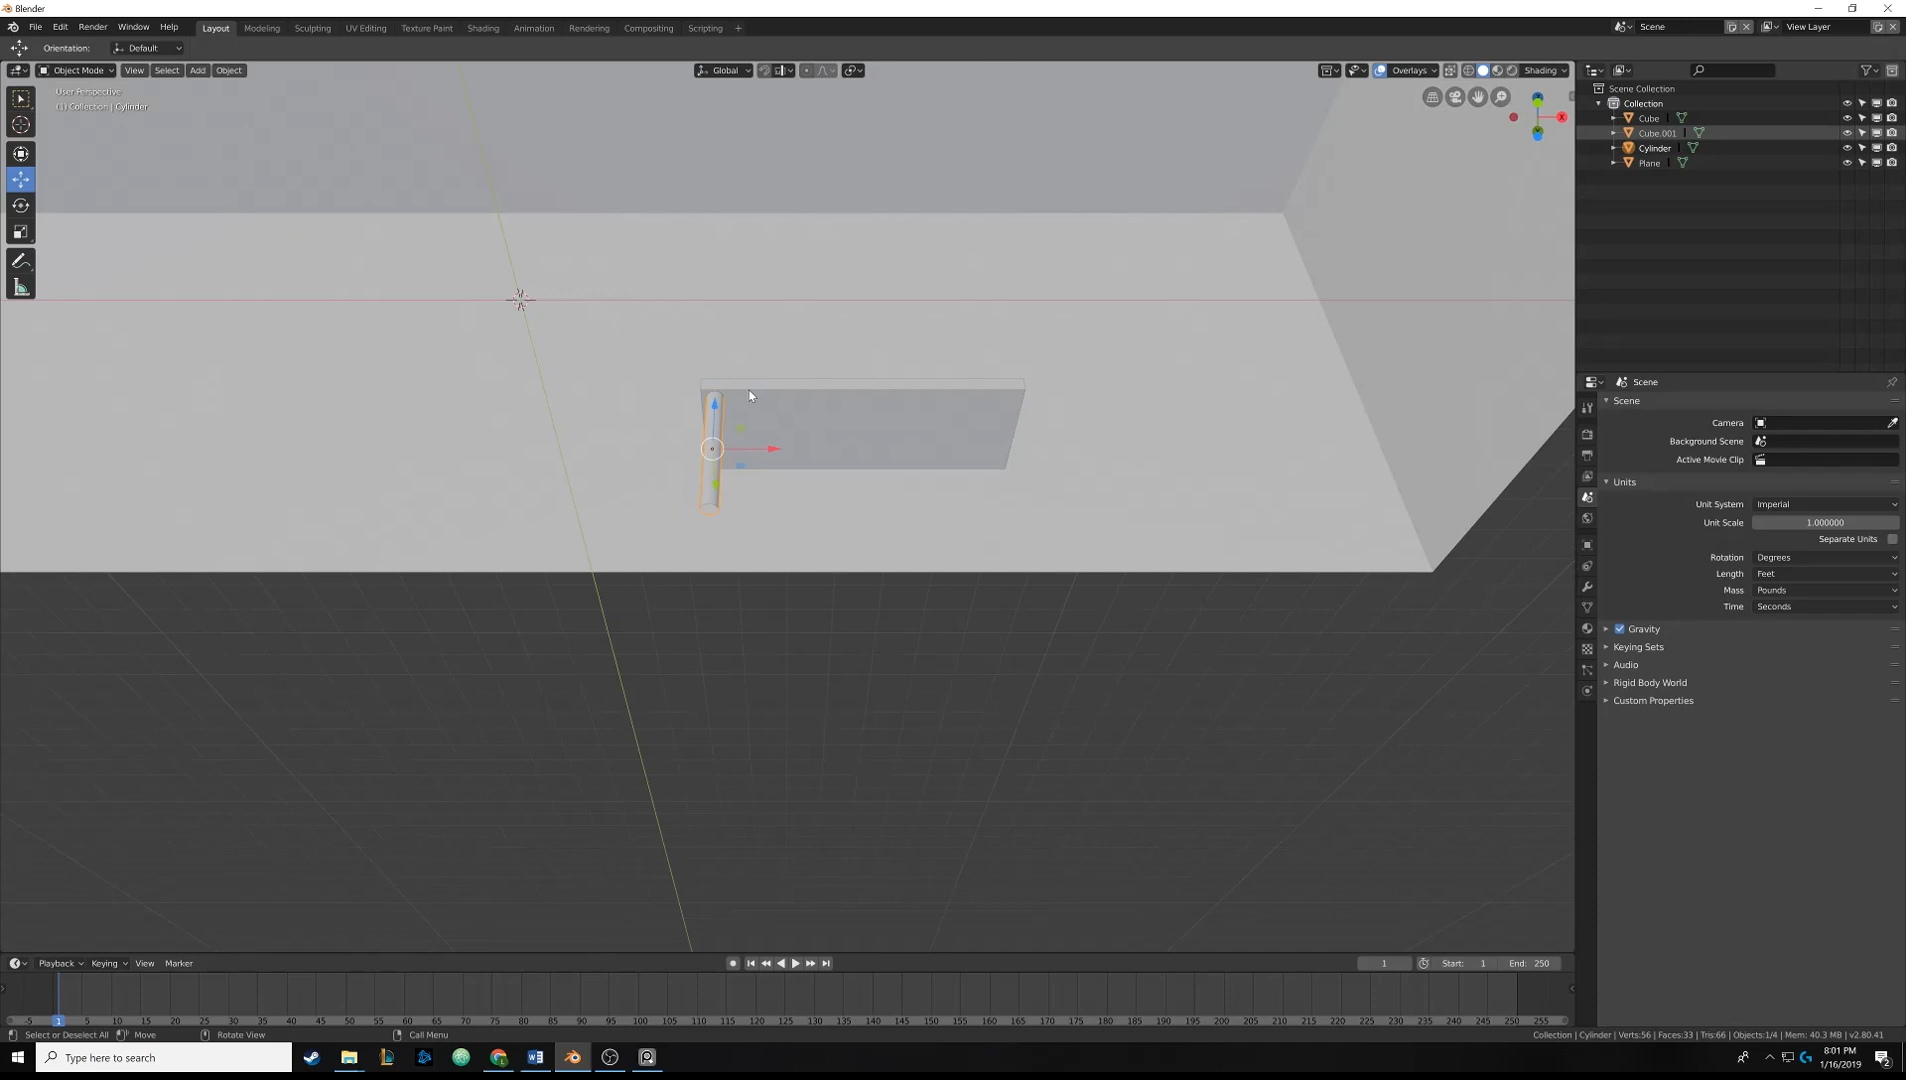 Blender
File Edit Render Window Help Layout Modeling Sculpting UV Editing Texture Paint Shading Animation Rendering Compositing Scripting + Scene View Layer
Orientation: Default
Object Mode View Select Add Object Global Overlays Shading
User Perspective
(1) Collection | Cylinder
X
Scene Collection
Collection
Cube
Cube.001
Cylinder
Plane
Scene
Scene
Camera
Background Scene
Active Movie Clip
Units
Unit System Imperial
Unit Scale 1.000000
Separate Units
Rotation Degrees
Length Feet
Mass Pounds
Time Seconds
Gravity
Keying Sets
Audio
Rigid Body World
Custom Properties
Playback Keying View Marker 1 Start: 1 End: 250
-5 1 5 10 15 20 25 30 35 40 45 50 55 60 65 70 75 80 85 90 95 100 105 110 115 120 125 130 135 140 145 150 155 160 165 170 175 180 185 190 195 200 205 210 215 220 225 230 235 240 245 250 255
Select or Deselect All Move Rotate View Call Menu Collection | Cylinder | Verts:56 | Faces:33 | Tris:66 | Objects:1/4 | Mem: 40.3 MB | v2.80.41
Type here to search 8:01 PM
1/16/2019 2